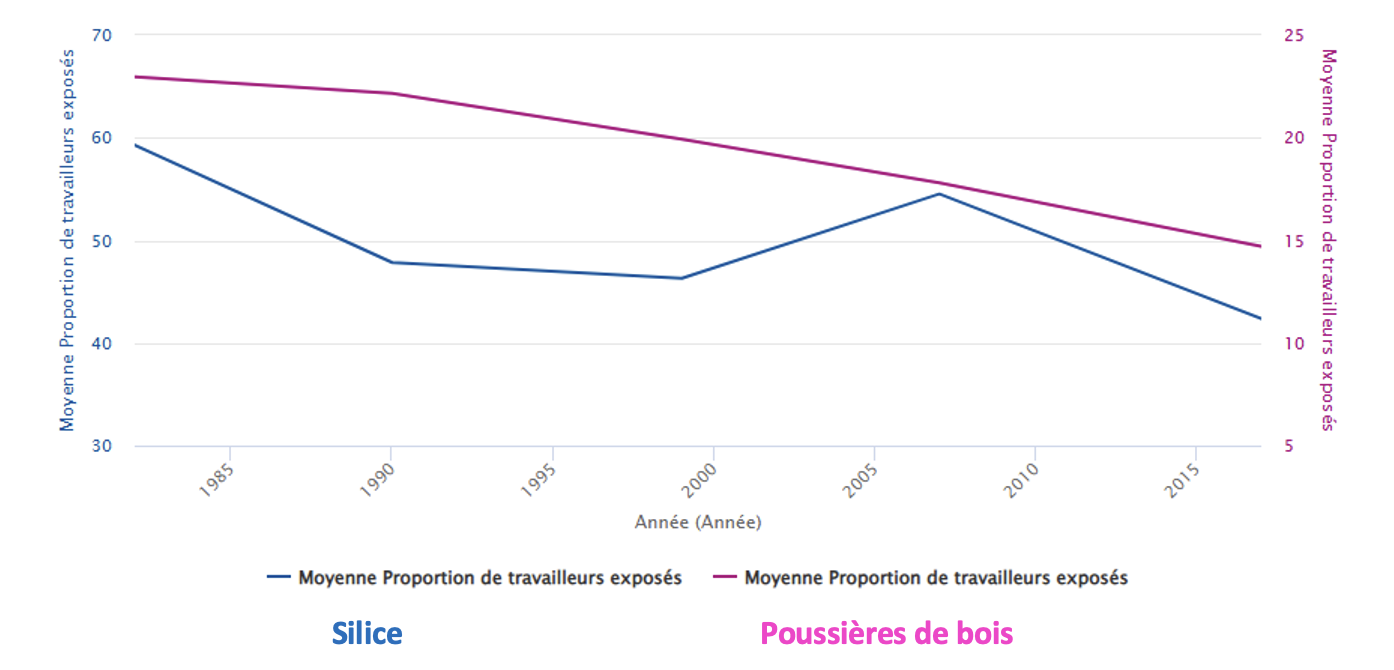 Moyenne Proportion de travailleurs exposés
70
60
50
40
30
25
20
15
10
5
Moyenne Proportion de travailleurs exposés
1985
1990
1995
2000
2005
2010
2015
Année (Année)
Moyenne Proportion de travailleurs exposés
Moyenne Proportion de travailleurs exposés
Silice
Poussières de bois